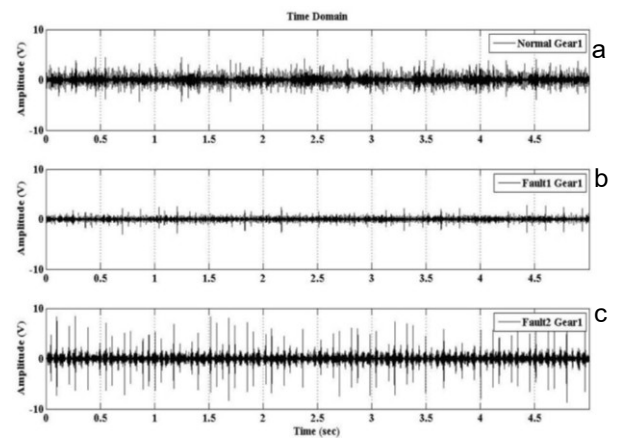 Time Domain
10
Normal Gear1
a
Amplitude (V)
0
-10
0 0.5 1 1.5 2 2.5 3 3.5 4 4.5
10
Fault1 Gear1
b
Amplitude (V)
0
-10
0 0.5 1 1.5 2 2.5 3 3.5 4 4.5
10
Fault2 Gear1
c
Amplitude (V)
0
-10
0 0.5 1 1.5 2 2.5 3 3.5 4 4.5
Time (sec)